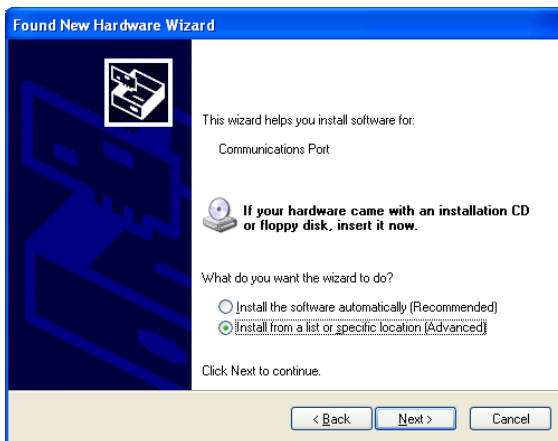 Found New Hardware Wizard
This wizard helps you install software for:
Communications Port
If your hardware came with an installation CD
or floppy disk, insert it now.
What do you want the wizard to do?
Install the software automatically (Recommended)
Install from a list or specific location (Advanced)
Click Next to continue.
< Back Next > Cancel